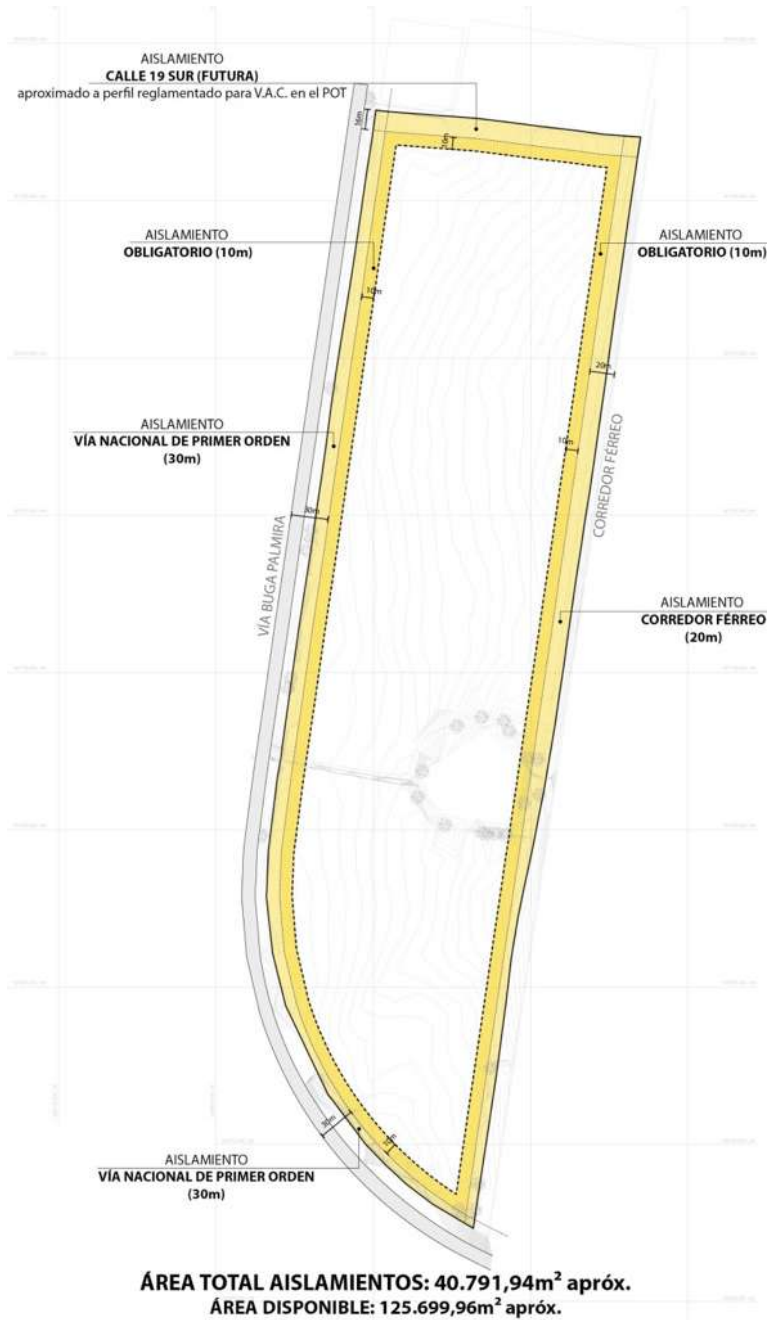 AISLAMIENTO
CALLE 19 SUR (FUTURA)
aproximado a perfil reglamentado para V.A.C. en el POT
16m
10m
AISLAMIENTO
OBLIGATORIO (10m)
AISLAMIENTO
OBLIGATORIO (10m)
10m
20m
AISLAMIENTO
VÍA NACIONAL DE PRIMER ORDEN
(30m)
10m
CORREDOR FÉRREO
30m
VÍA BUGA PALMIRA
AISLAMIENTO
CORREDOR FÉRREO
(20m)
30m
10m
AISLAMIENTO
VÍA NACIONAL DE PRIMER ORDEN
(30m)
ÁREA TOTAL AISLAMIENTOS: 40.791,94m² apróx.
ÁREA DISPONIBLE: 125.699,96m² apróx.